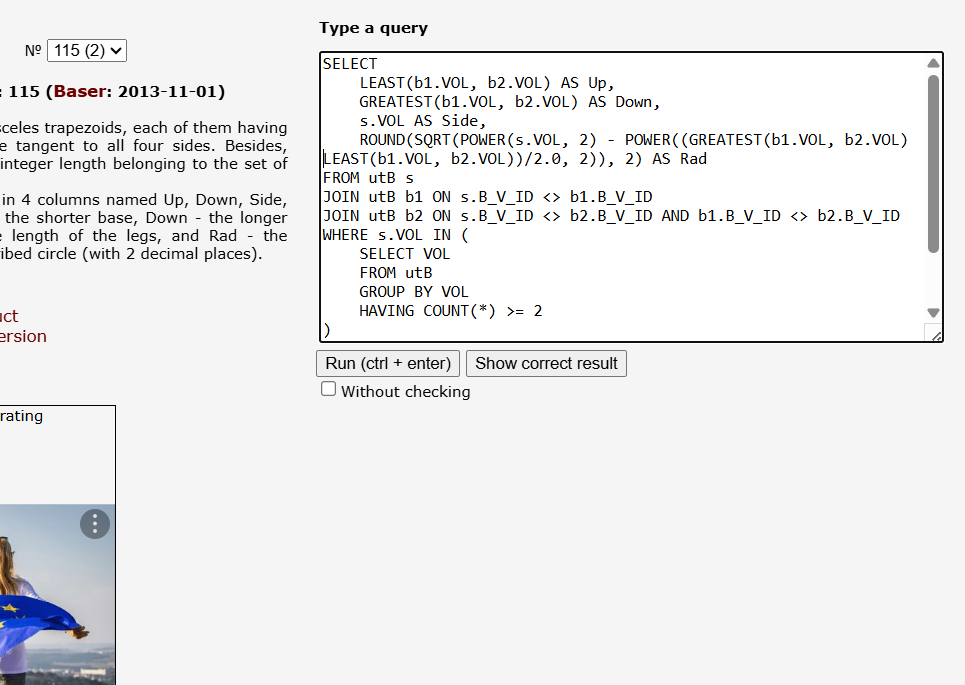 Type a query
Nº 115 (2)
: 115 (Baser: 2013-11-01)
sceles trapezoids, each of them having
e tangent to all four sides. Besides,
integer length belonging to the set of
in 4 columns named Up, Down, Side,
the shorter base, Down - the longer
e length of the legs, and Rad - the
ibed circle (with 2 decimal places).
uct
ersion
rating
SELECT
LEAST(b1.VOL, b2.VOL) AS Up,
GREATEST(b1.VOL, b2.VOL) AS Down,
s.VOL AS Side,
ROUND(SQRT(POWER(s.VOL, 2) - POWER((GREATEST(b1.VOL, b2.VOL)
LEAST(b1.VOL, b2.VOL))/2.0, 2)), 2) AS Rad
FROM utB s
JOIN utB b1 ON s.B_V_ID <> b1.B_V_ID
JOIN utB b2 ON s.B_V_ID <> b2.B_V_ID AND b1.B_V_ID <> b2.B_V_ID
WHERE s.VOL IN (
SELECT VOL
FROM utB
GROUP BY VOL
HAVING COUNT(*) >= 2
)
Run (ctrl + enter)
Show correct result
Without checking